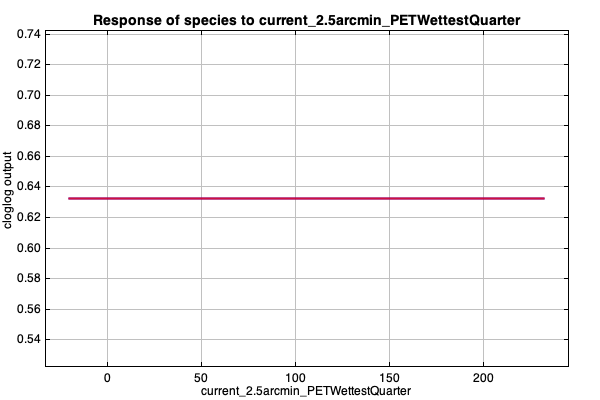 Response of species to current_2.5arcmin_PETWettestQuarter
0.74
0.72
0.70
0.68
0.66
0.64
0.62
0.60
0.58
0.56
0.54
cloglog output
0 50 100 150 200
current_2.5arcmin_PETWettestQuarter